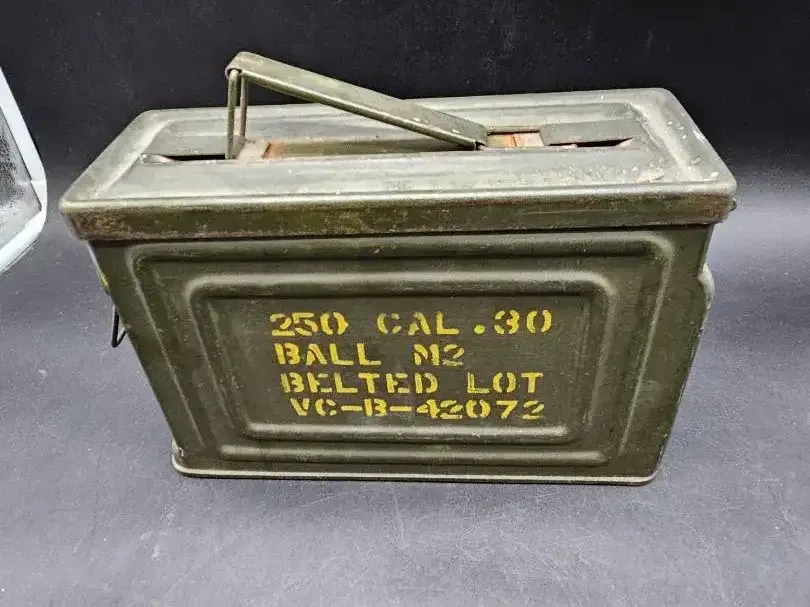 250 CAL .30
BALL M2
BELTED LOT
VC-B-42072